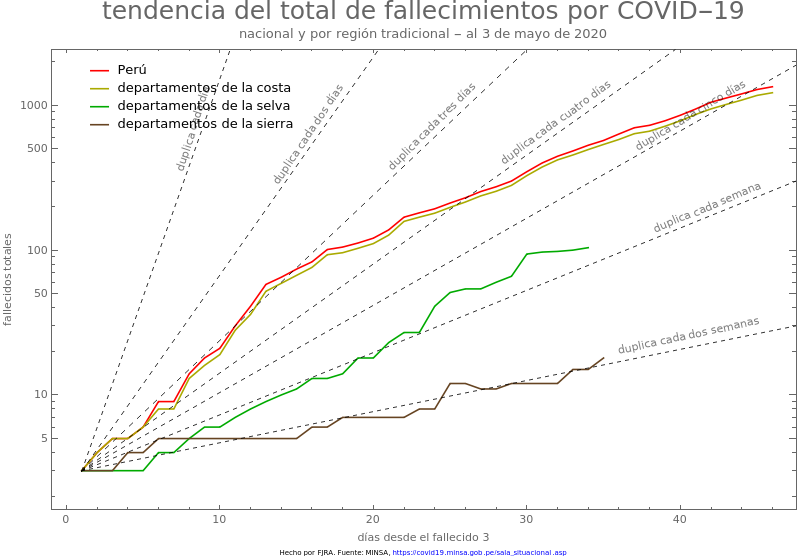 tendencia del total de fallecimientos por COVID−19
nacional y por región tradicional − al 3 de mayo de 2020
Perú
departamentos de la costa
departamentos de la selva
departamentos de la sierra
duplica cada día
duplica cada dos días
duplica cada tres días
duplica cada cuatro días
duplica cada cinco días
duplica cada semana
duplica cada dos semanas
fallecidos totales
1000
500
100
50
10
5
0 10 20 30 40
días desde el fallecido 3
Hecho por FJRA. Fuente: MINSA, https://covid19.minsa.gob.pe/sala_situacional.asp